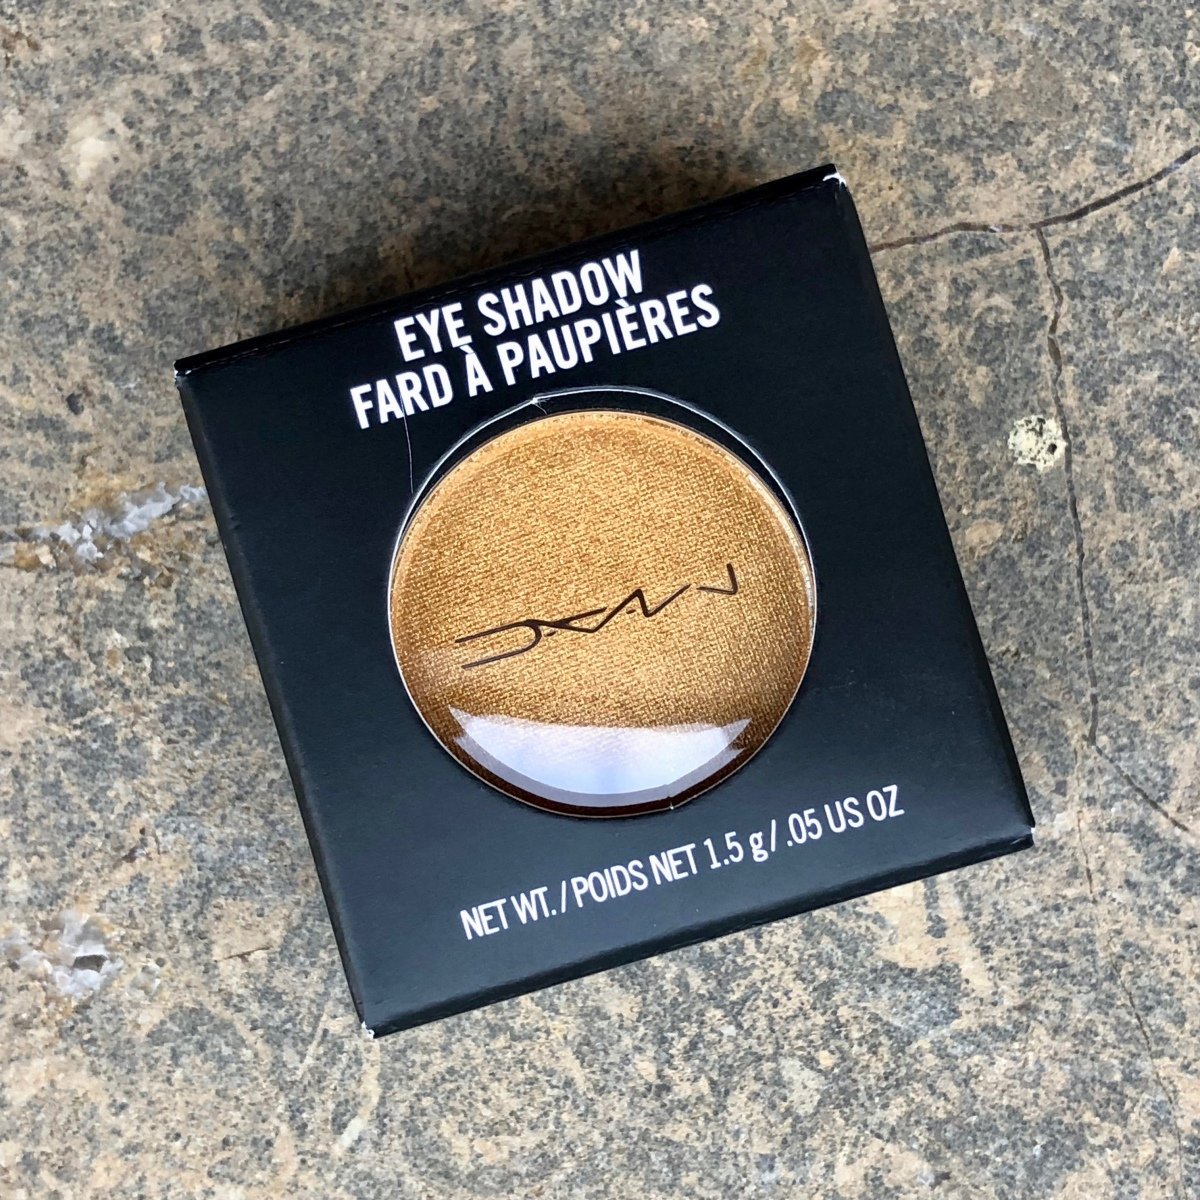 EYE SHADOW
FARD À PAUPIÈRES
NET WT. / POIDS NET 1.5 g / .05 US OZ